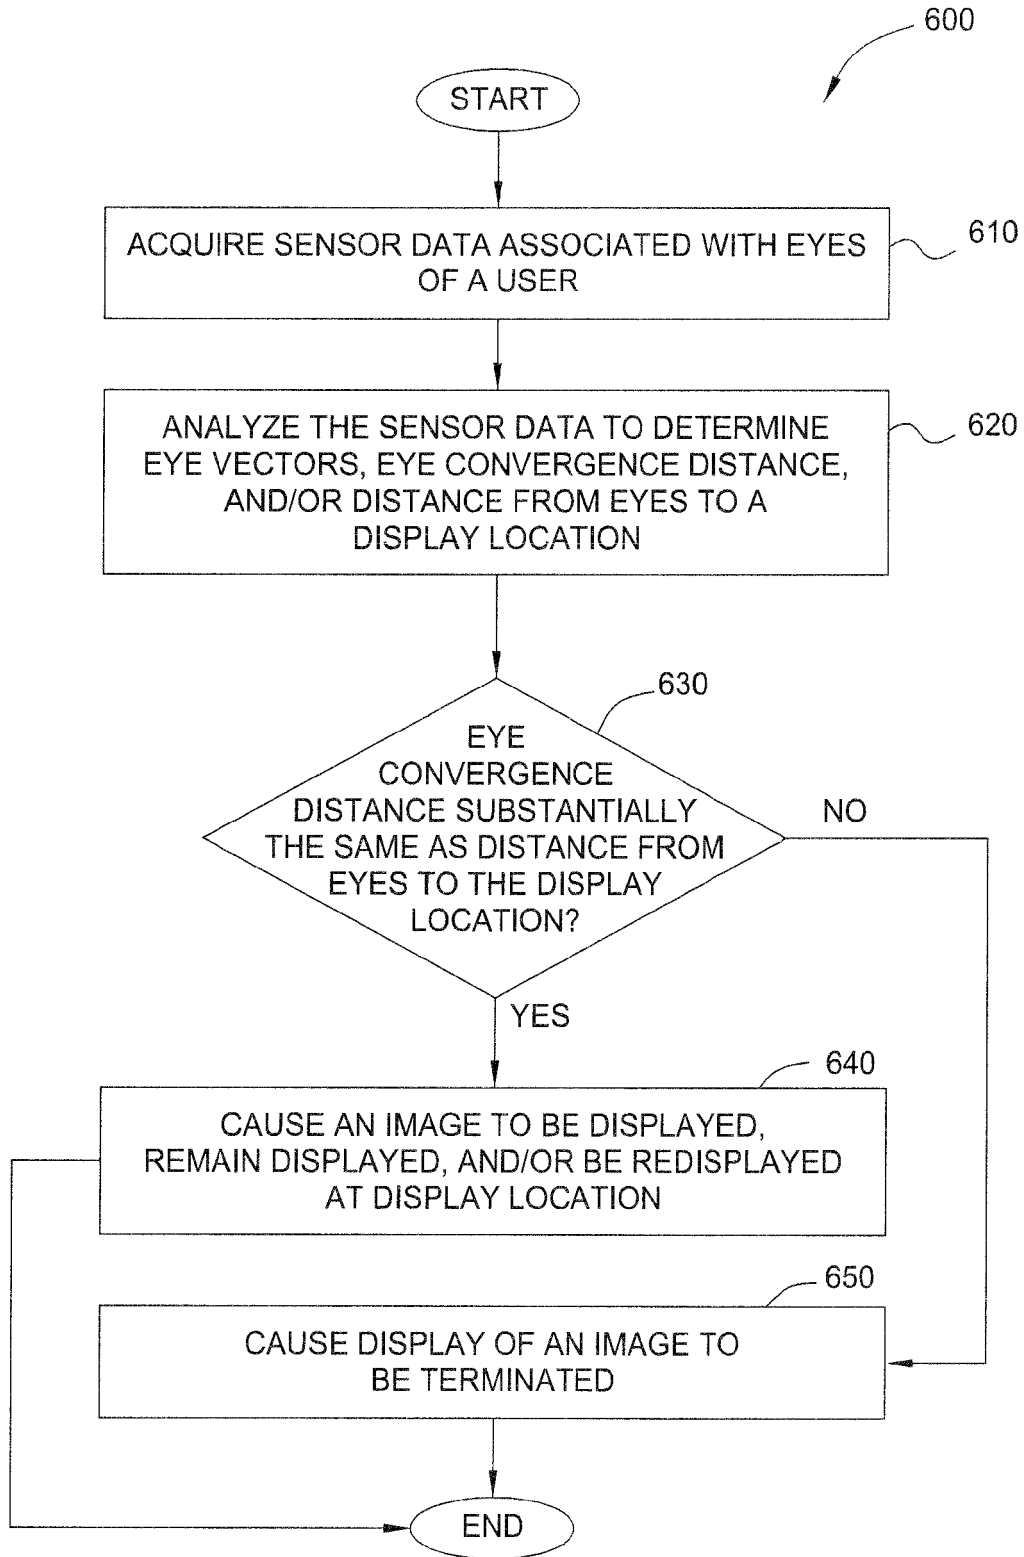 600
START
ACQUIRE SENSOR DATA ASSOCIATED WITH EYES
OF A USER
610
ANALYZE THE SENSOR DATA TO DETERMINE
EYE VECTORS, EYE CONVERGENCE DISTANCE,
AND/OR DISTANCE FROM EYES TO A
DISPLAY LOCATION
620
630
EYE
CONVERGENCE
DISTANCE SUBSTANTIALLY
THE SAME AS DISTANCE FROM
EYES TO THE DISPLAY
LOCATION?
NO
YES
640
CAUSE AN IMAGE TO BE DISPLAYED,
REMAIN DISPLAYED, AND/OR BE REDISPLAYED
AT DISPLAY LOCATION
650
CAUSE DISPLAY OF AN IMAGE TO
BE TERMINATED
END